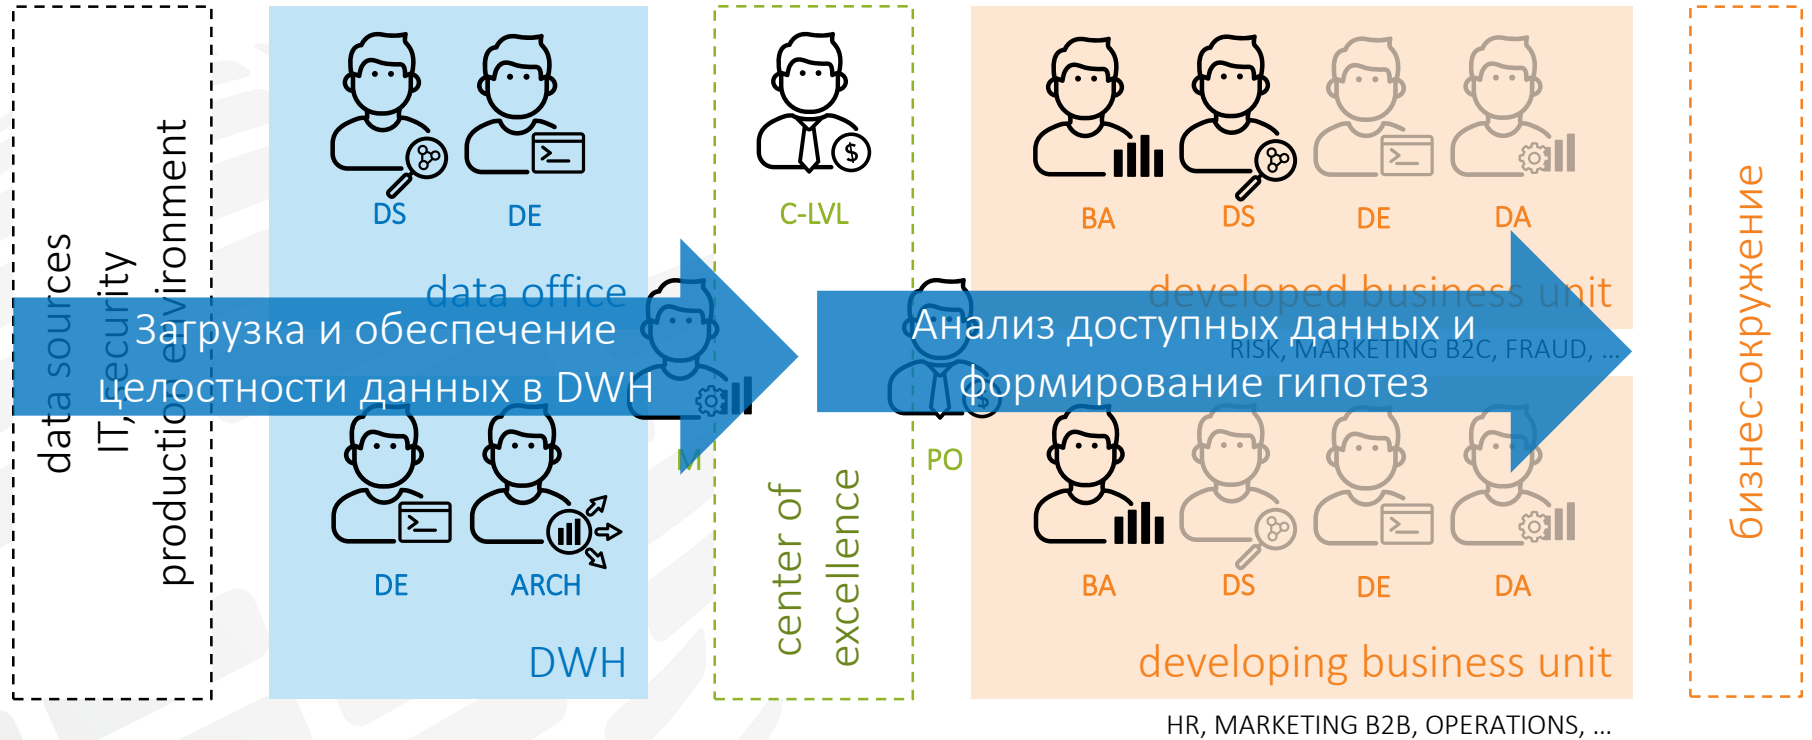 data sources
IT, security
production environment
DS
DE
data office
DE
ARCH
DWH
Загрузка и обеспечение
целостности данных в DWH
C-LVL
M
PO
center of
excellence
BA
DS
DE
DA
developed business unit
RISK, MARKETING B2C, FRAUD, ...
Анализ доступных данных и
формирование гипотез
BA
DS
DE
DA
developing business unit
HR, MARKETING B2B, OPERATIONS, ...
бизнес-окружение
$
$